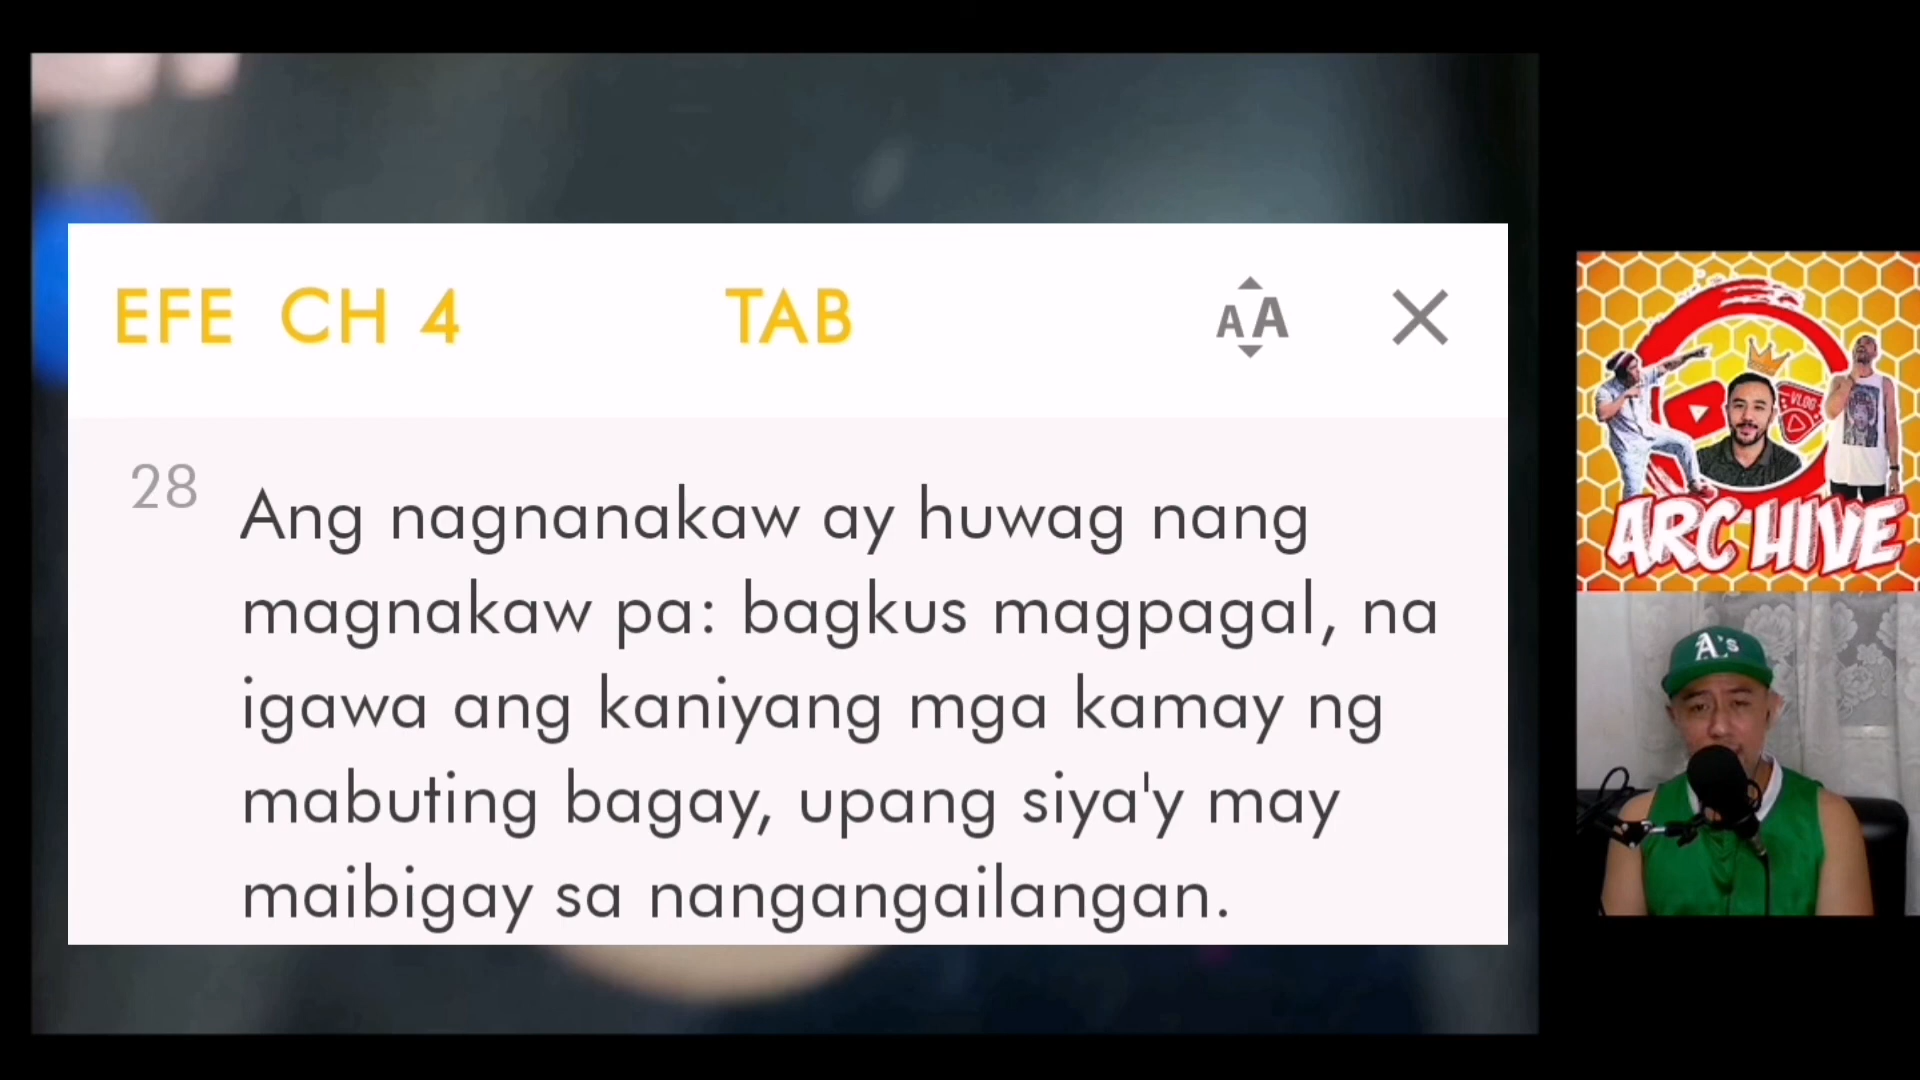 EFE CH 4 TAB AA
28 Ang nagnanakaw ay huwag nang
magnakaw pa: bagkus magpagal, na
igawa ang kaniyang mga kamay ng
mabuting bagay, upang siya'y may
maibigay sa nangangailangan.
VLOG
ARC HIVE
A's